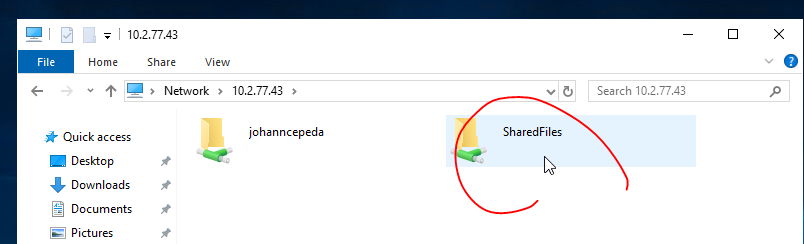 10.2.77.43
File Home Share View
Network 10.2.77.43 Search 10.2.77.43
Quick access
Desktop
Downloads
Documents
Pictures
johanncepeda
SharedFiles